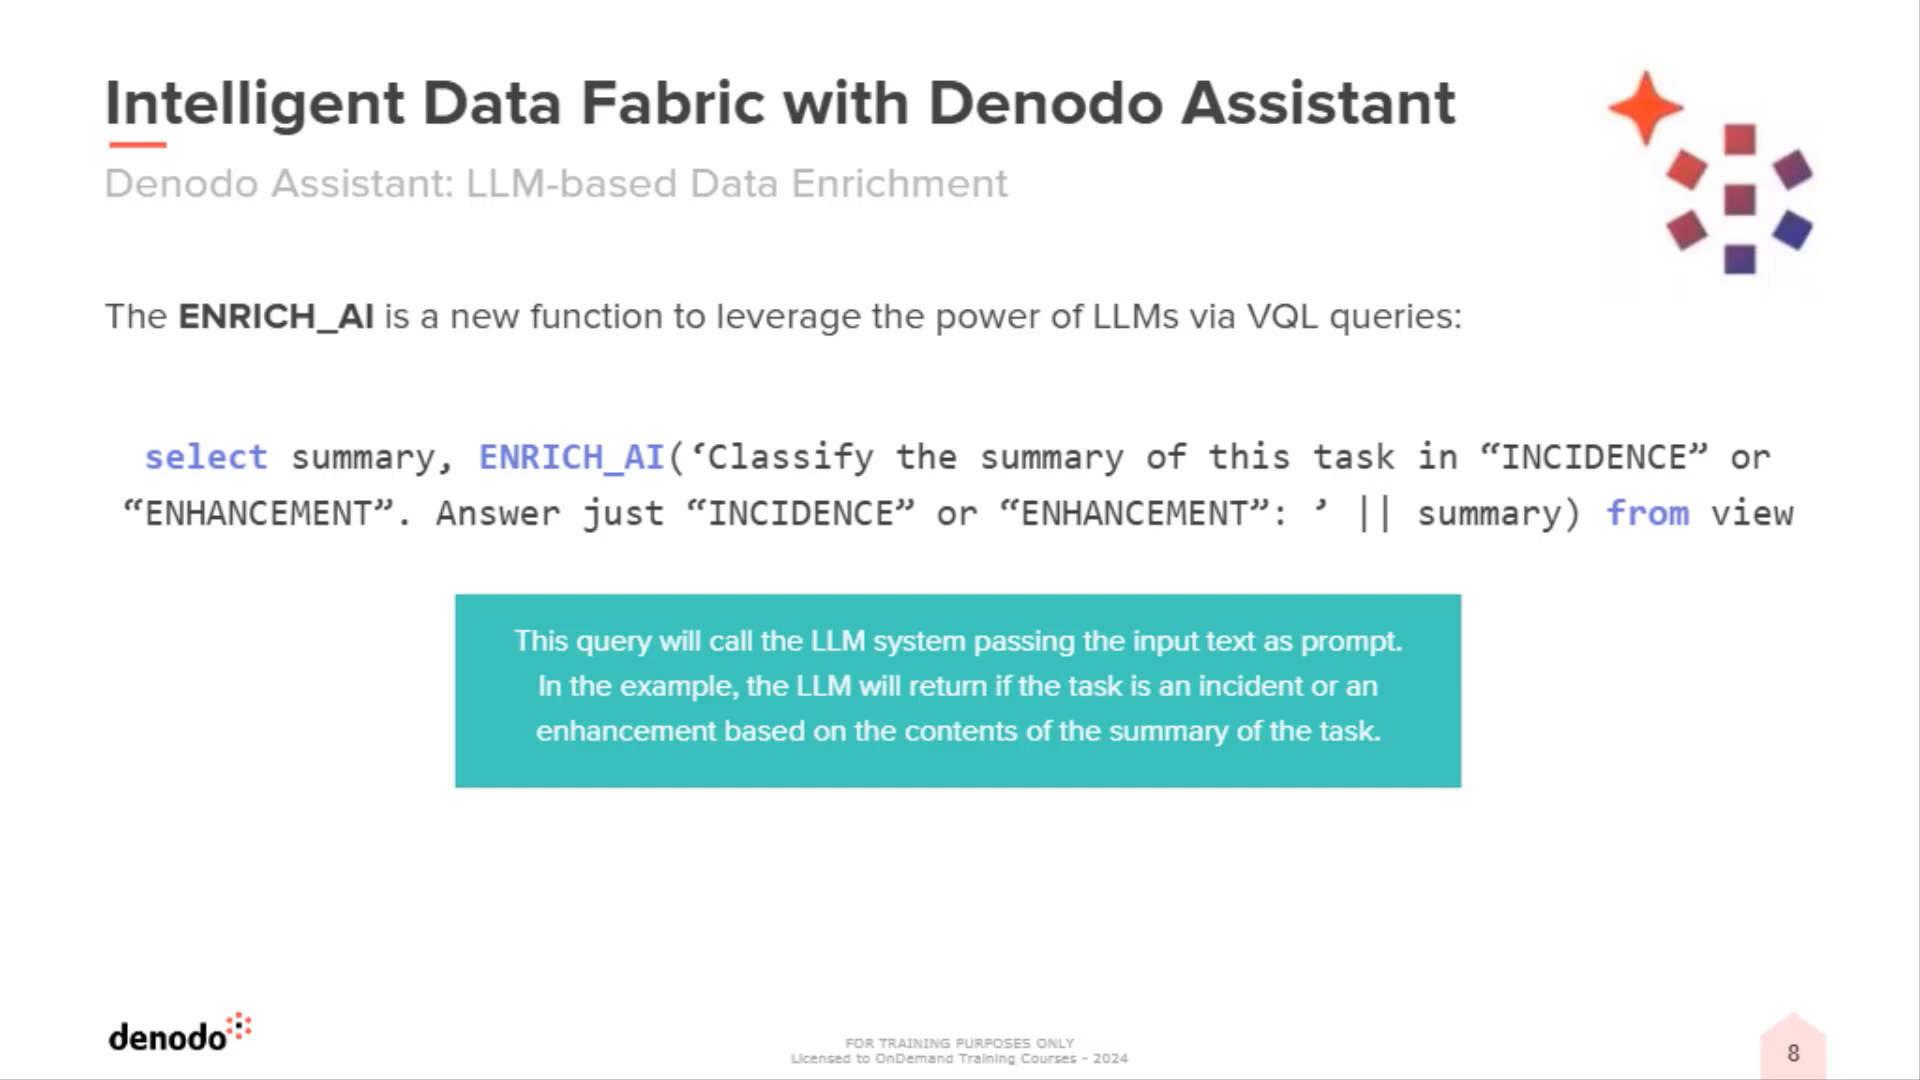 Intelligent Data Fabric with Denodo Assistant
Denodo Assistant: LLM-based Data Enrichment
The ENRICH_AI is a new function to leverage the power of LLMs via VQL queries:
select summary, ENRICH_AI(‘Classify the summary of this task in “INCIDENCE” or
“ENHANCEMENT”. Answer just “INCIDENCE” or “ENHANCEMENT”: ’ || summary) from view
This query will call the LLM system passing the input text as prompt.
In the example, the LLM will return if the task is an incident or an
enhancement based on the contents of the summary of the task.
denodo
FOR TRAINING PURPOSES ONLY
Licensed to OnDemand Training Courses - 2024
8